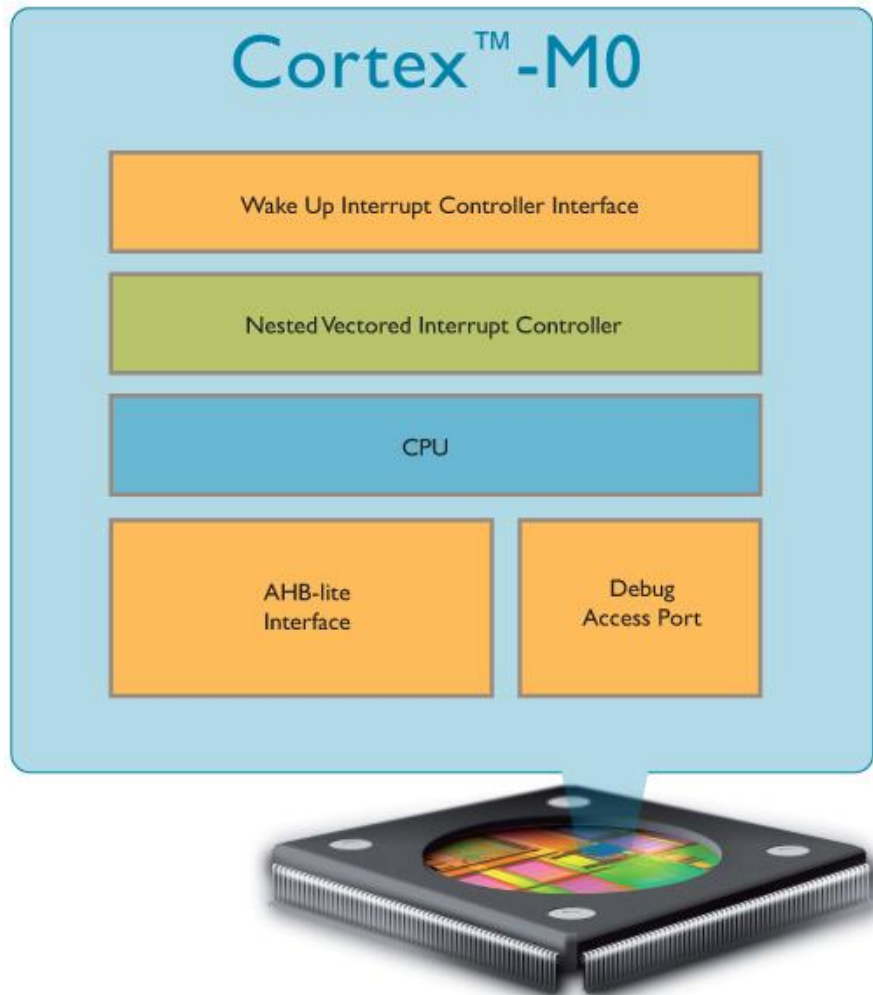 Cortex™-M0
Wake Up Interrupt Controller Interface
Nested Vectored Interrupt Controller
CPU
AHB-lite
Interface
Debug
Access Port